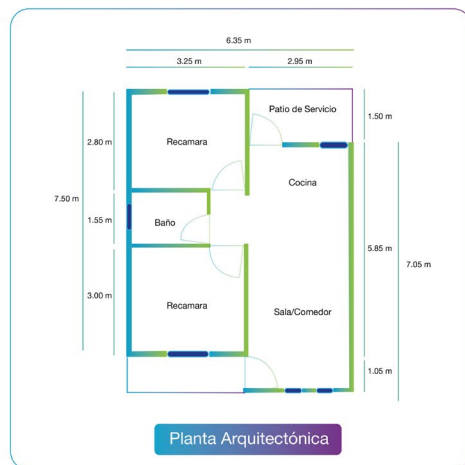 6.35 m
3.25 m
2.95 m
Patio de Servicio
1.50 m
2.80 m
Recamara
Cocina
7.50 m
1.55 m
Baño
5.85 m
7.05 m
3.00 m
Recamara
Sala/Comedor
1.05 m
Planta Arquitectónica